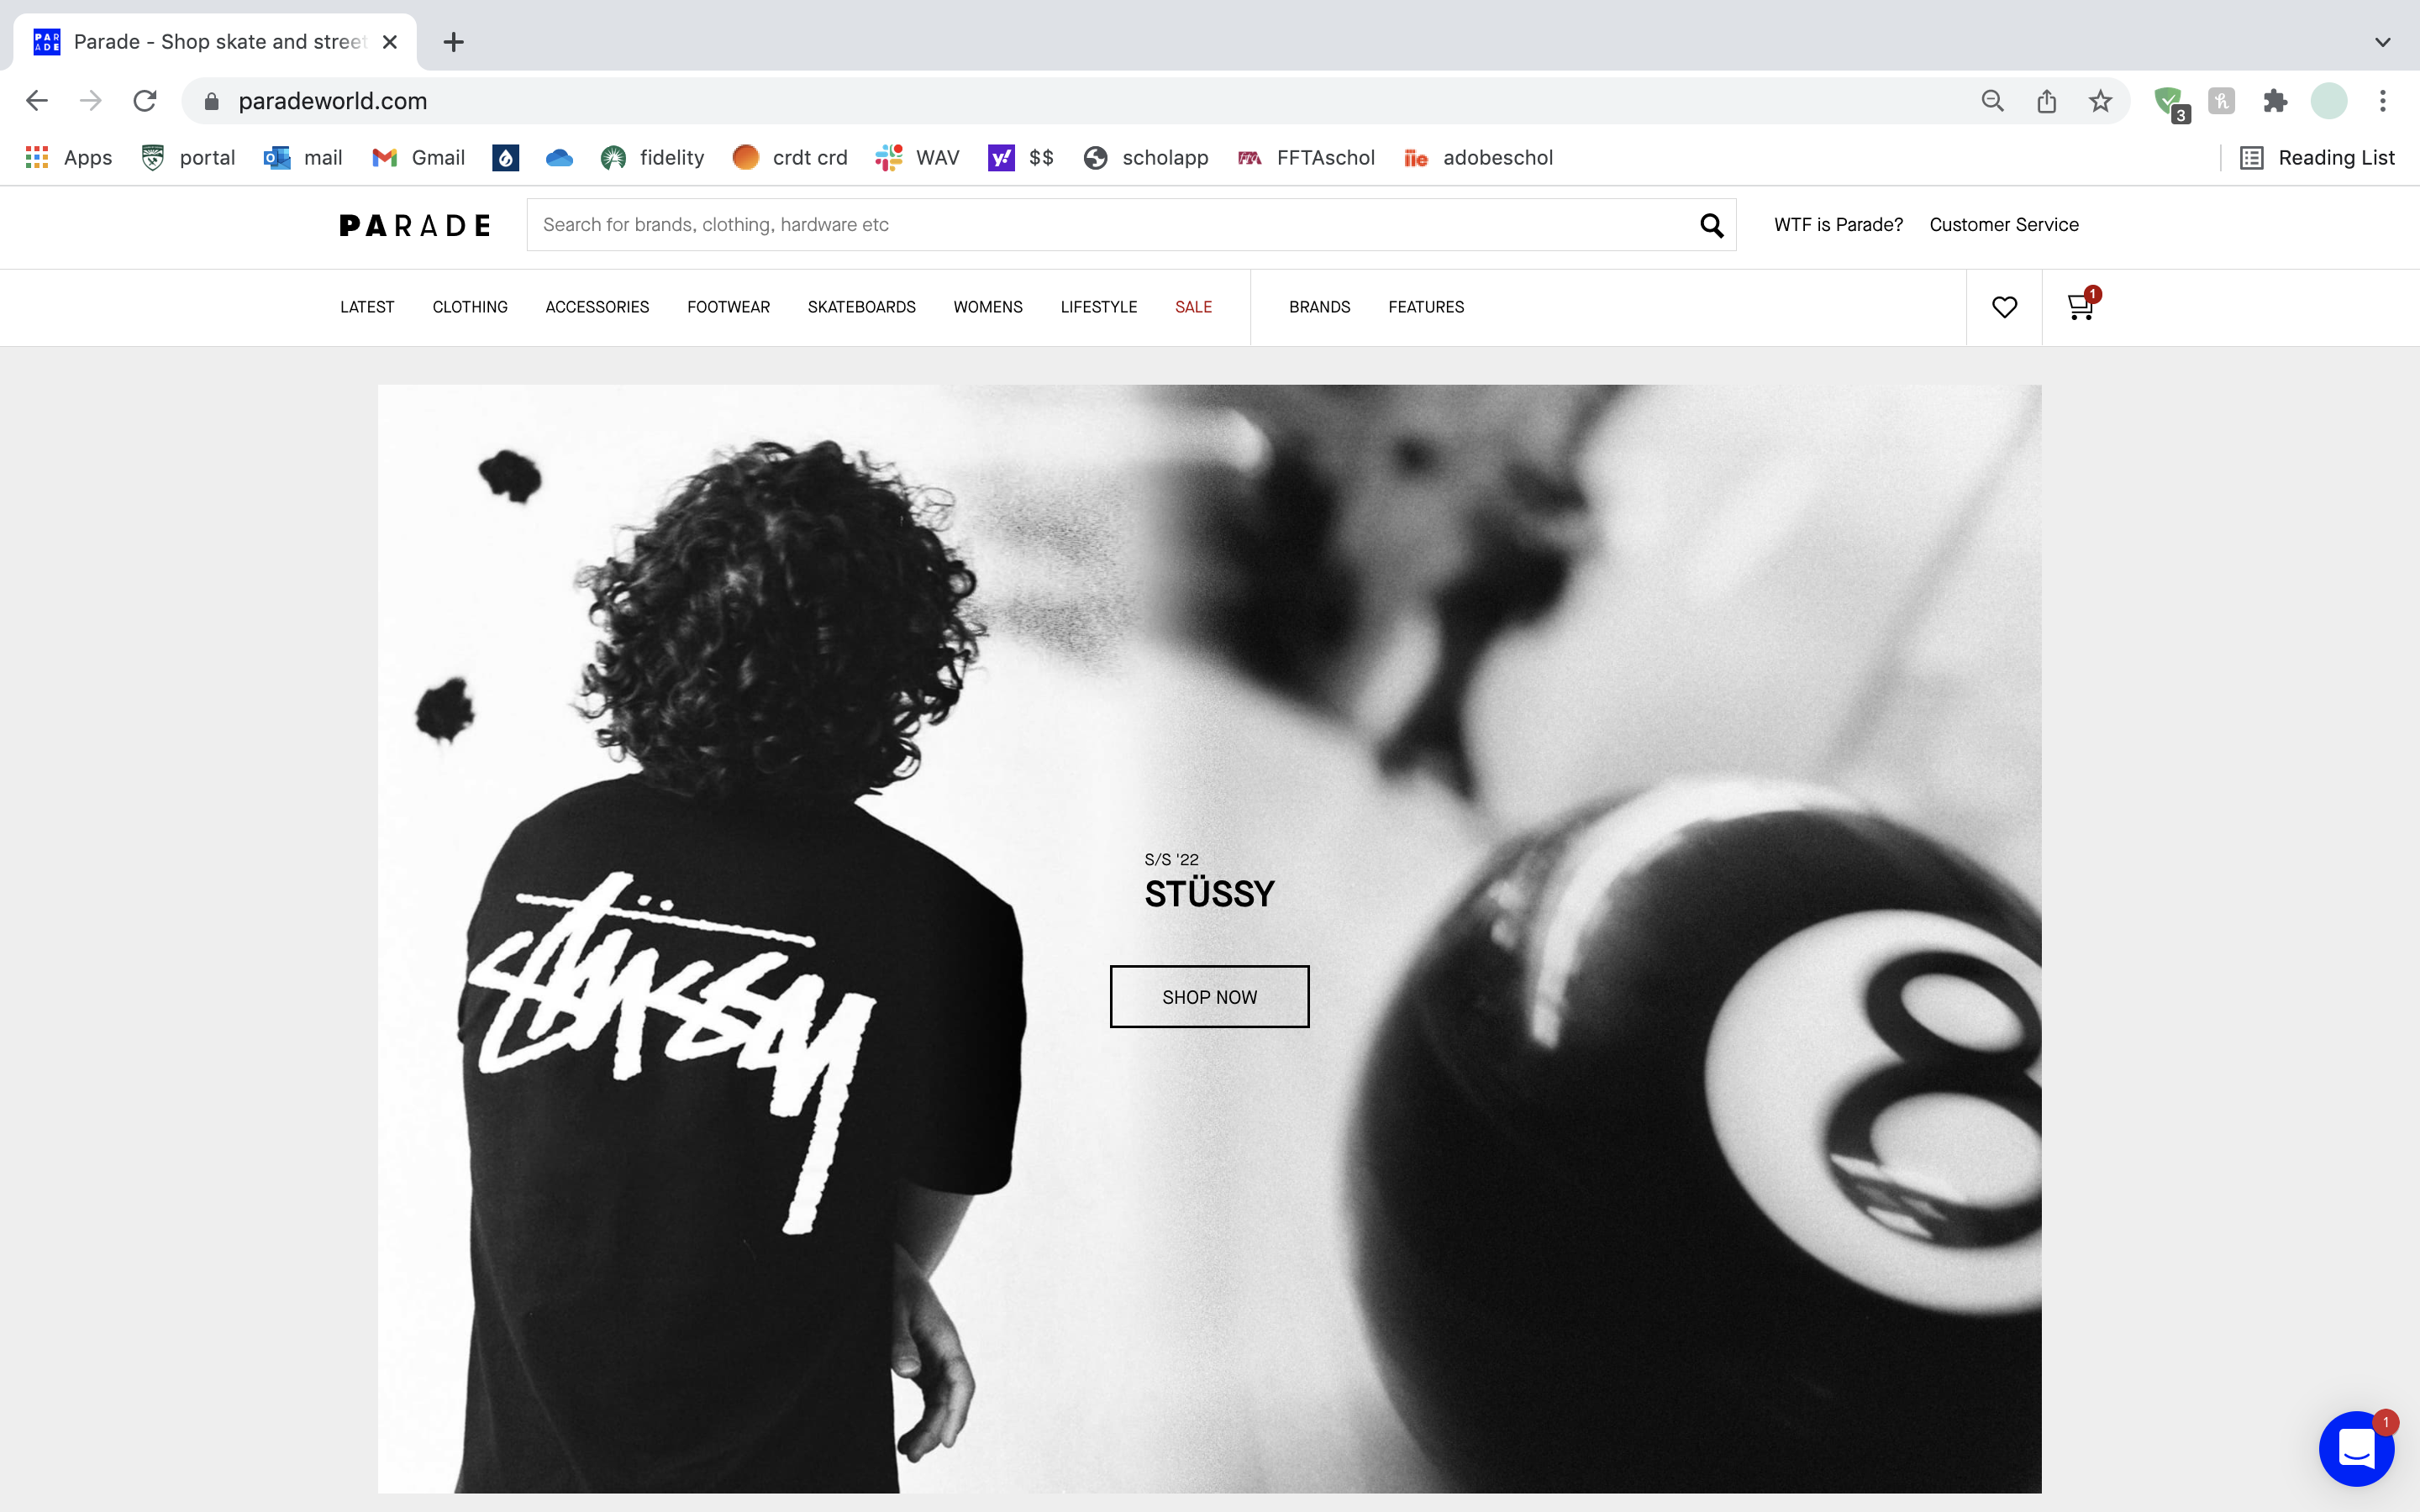 PAR
ADE
Parade - Shop skate and street
paradeworld.com
3
Apps portal mail Gmail fidelity crdt crd WAV $$ scholapp FFTAschol adobeschol Reading List
PARADE Search for brands, clothing, hardware etc WTF is Parade? Customer Service
LATEST CLOTHING ACCESSORIES FOOTWEAR SKATEBOARDS WOMENS LIFESTYLE SALE BRANDS FEATURES 1
S/S '22
STÜSSY
SHOP NOW
Stüssy
8
1